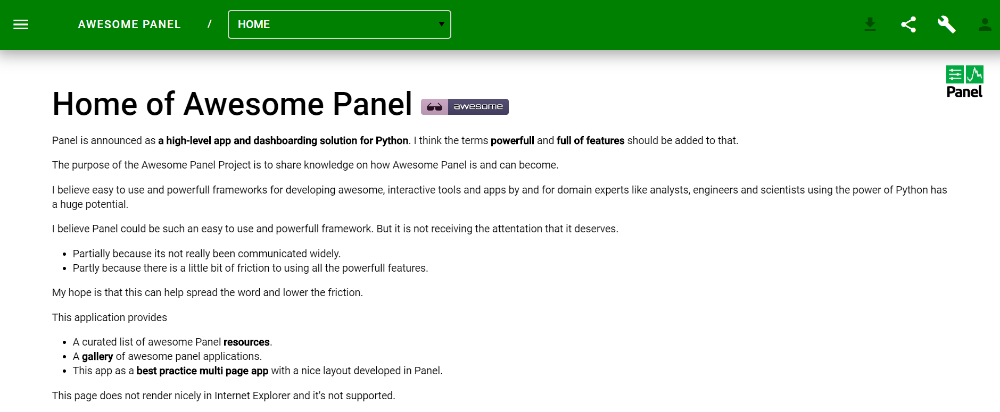 AWESOME PANEL / HOME
Panel
Home of Awesome Panel awesome
Panel is announced as a high-level app and dashboarding solution for Python. I think the terms powerfull and full of features should be added to that.
The purpose of the Awesome Panel Project is to share knowledge on how Awesome Panel is and can become.
I believe easy to use and powerfull frameworks for developing awesome, interactive tools and apps by and for domain experts like analysts, engineers and scientists using the power of Python has
a huge potential.
I believe Panel could be such an easy to use and powerfull framework. But it is not receiving the attentation that it deserves.
• Partially because its not really been communicated widely.
• Partly because there is a little bit of friction to using all the powerfull features.
My hope is that this can help spread the word and lower the friction.
This application provides
• A curated list of awesome Panel resources.
• A gallery of awesome panel applications.
• This app as a best practice multi page app with a nice layout developed in Panel.
This page does not render nicely in Internet Explorer and it’s not supported.